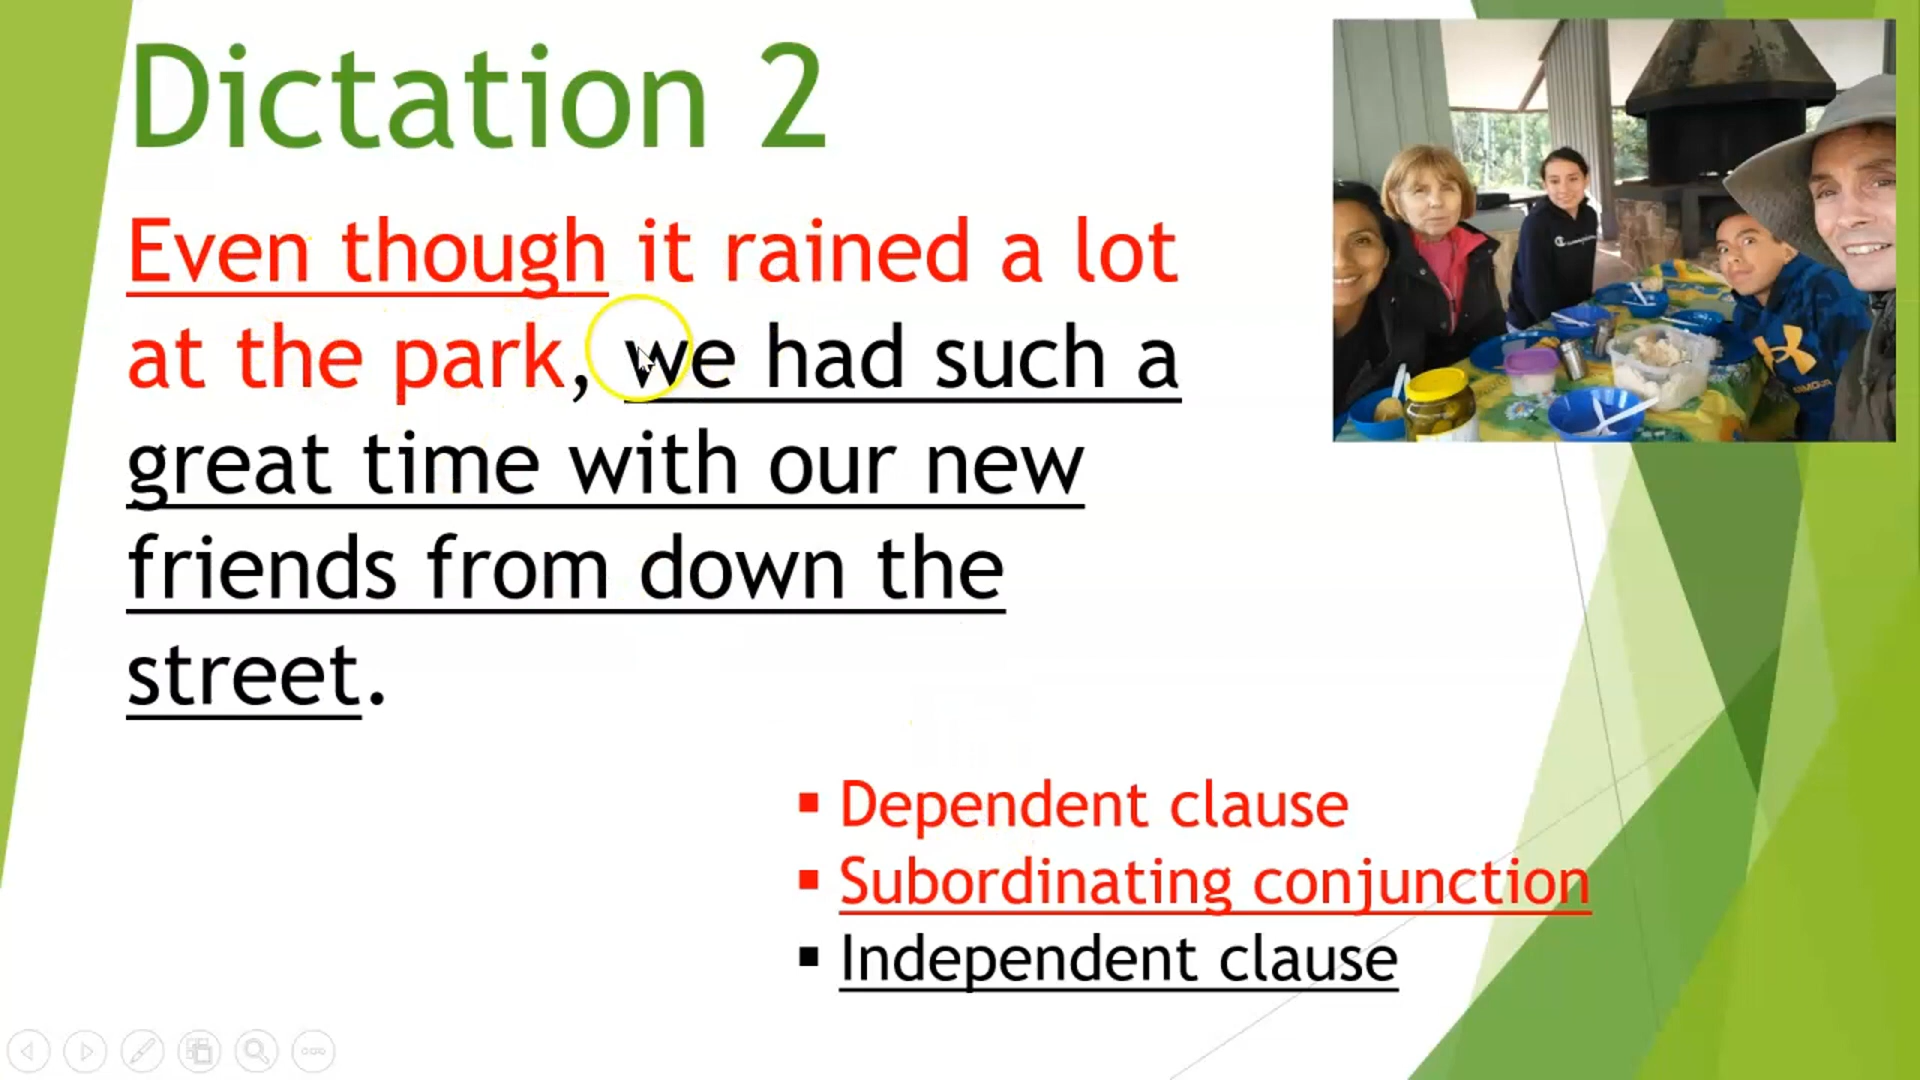 Dictation 2
Even though it rained a lot
at the park, we had such a
great time with our new
friends from down the
street.
Dependent clause
Subordinating conjunction
Independent clause